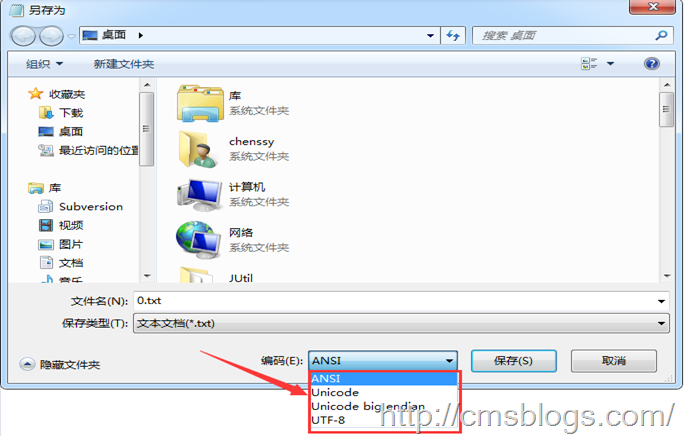 另存为
桌面
搜索 桌面
组织
新建文件夹
收藏夹
下载
桌面
最近访问的位置
库
Subversion
视频
图片
文档
音乐
库
系统文件夹
chenssy
系统文件夹
计算机
系统文件夹
网络
系统文件夹
JUtil
文件名(N):
0.txt
保存类型(T):
文本文档(*.txt)
隐藏文件夹
编码(E):
ANSI
保存(S)
取消
ANSI
Unicode
Unicode big endian
UTF-8
http://cmsblogs.com/